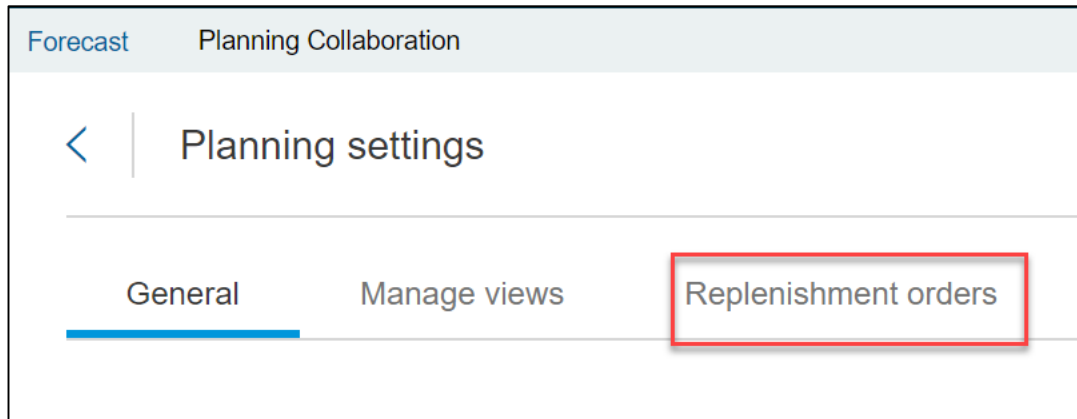 Forecast Planning Collaboration
Planning settings
General Manage views Replenishment orders